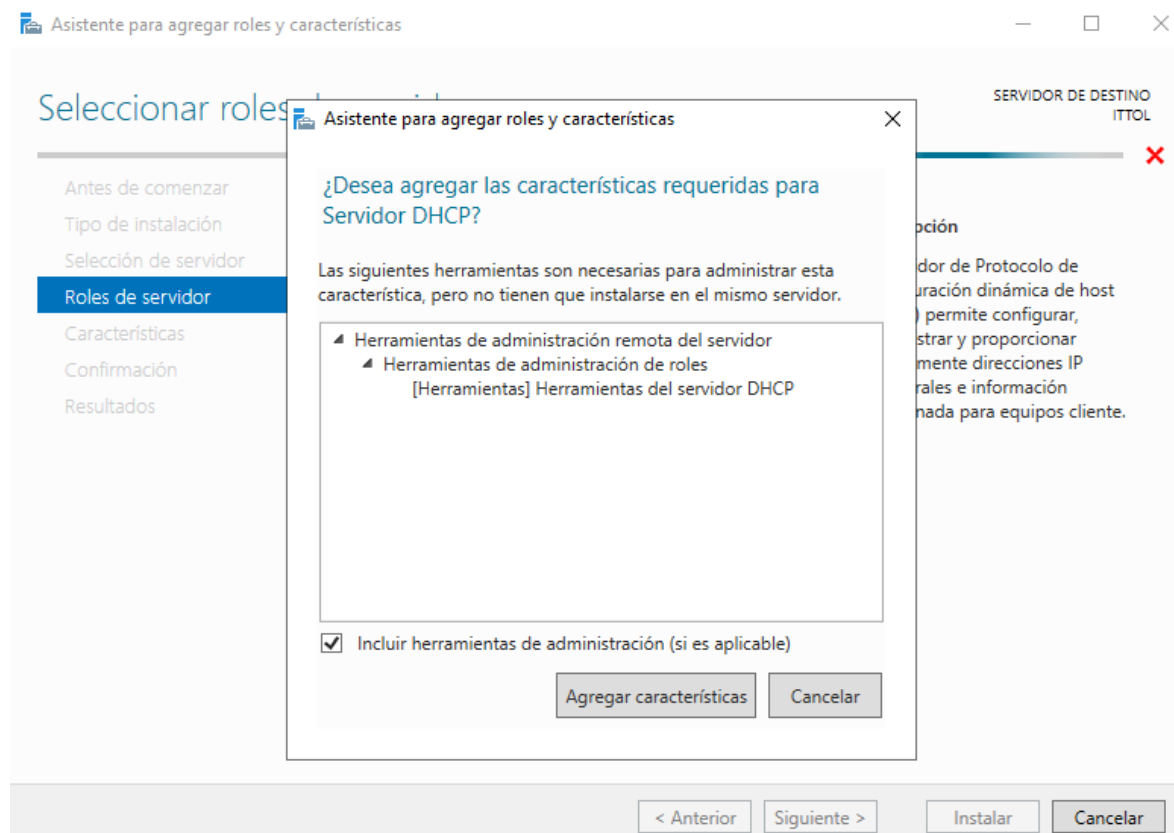 Asistente para agregar roles y características
Seleccionar roles
SERVIDOR DE DESTINO
ITTOL
Antes de comenzar
Tipo de instalación
Selección de servidor
Roles de servidor
Características
Confirmación
Resultados
Asistente para agregar roles y características
¿Desea agregar las características requeridas para
Servidor DHCP?
Las siguientes herramientas son necesarias para administrar esta
característica, pero no tienen que instalarse en el mismo servidor.
Herramientas de administración remota del servidor
Herramientas de administración de roles
[Herramientas] Herramientas del servidor DHCP
Incluir herramientas de administración (si es aplicable)
Agregar características
Cancelar
pción
dor de Protocolo de
uración dinámica de host
) permite configurar,
strar y proporcionar
mente direcciones IP
rales e información
nada para equipos cliente.
< Anterior
Siguiente >
Instalar
Cancelar